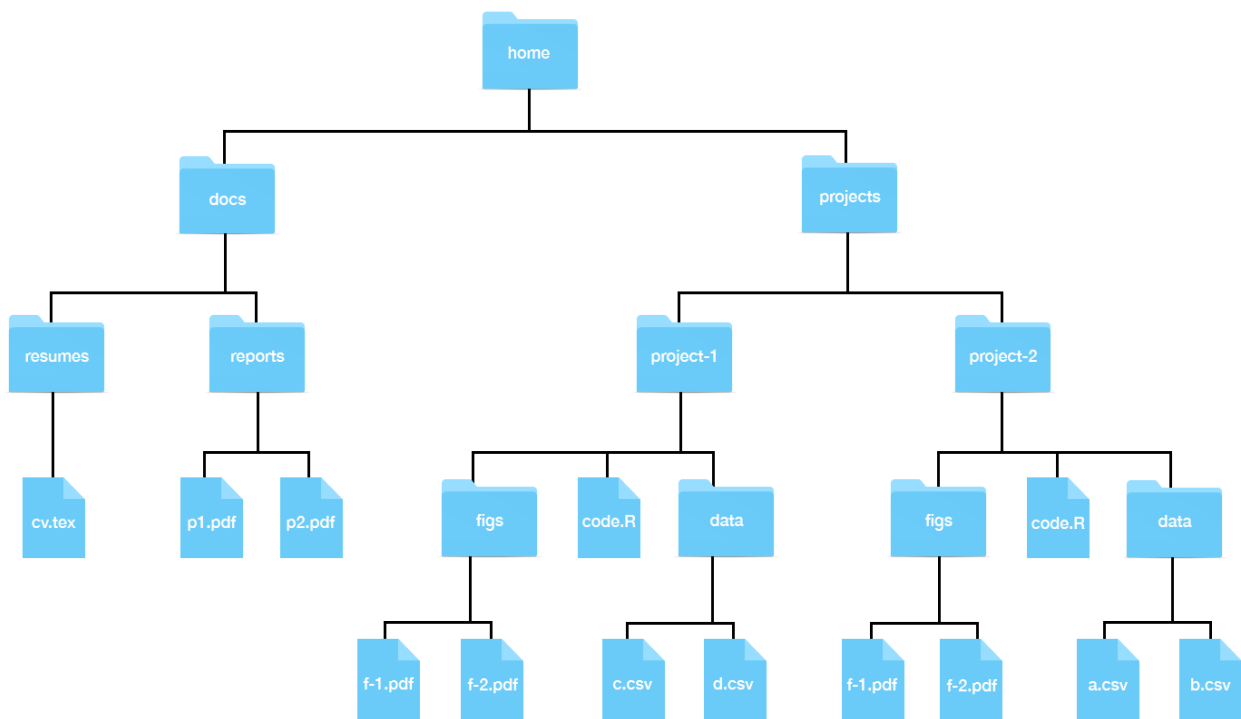 home
docs
projects
resumes
reports
project-1
project-2
cv.tex
p1.pdf
p2.pdf
figs
code.R
data
figs
code.R
data
f-1.pdf
f-2.pdf
c.csv
d.csv
f-1.pdf
f-2.pdf
a.csv
b.csv